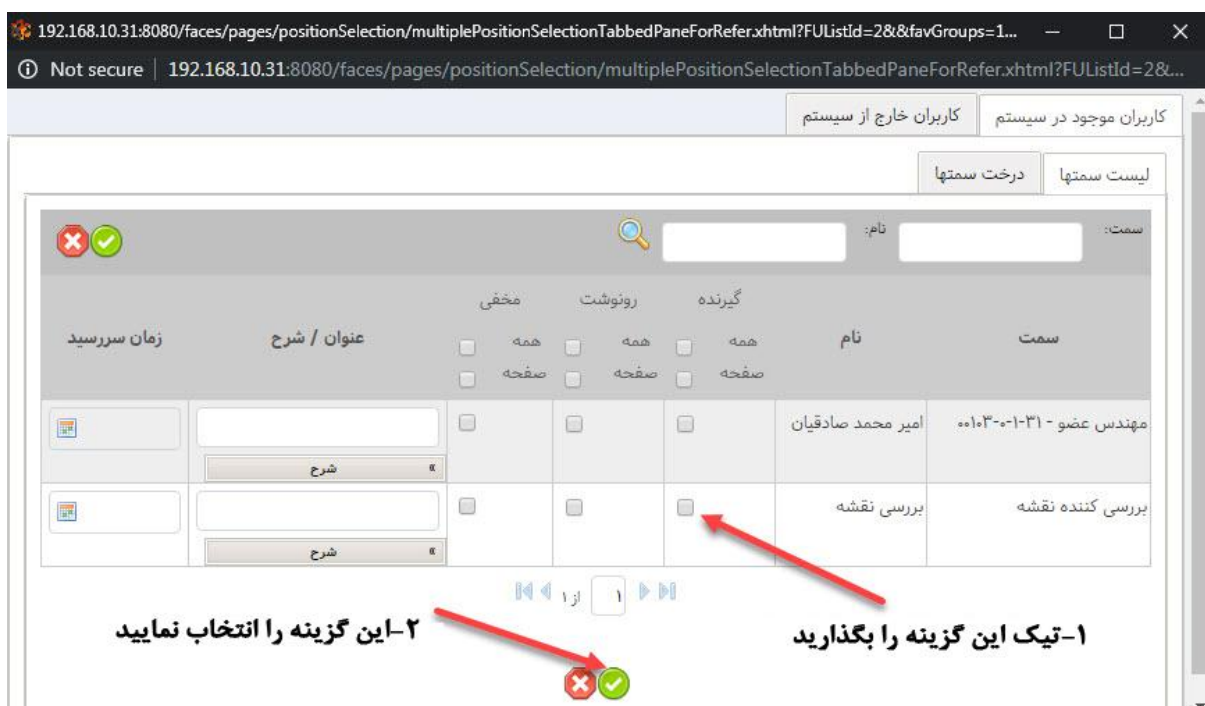 192.168.10.31:8080/faces/pages/positionSelection/multiplePositionSelectionTabbedPaneForRefer.xhtml?FUListId=2&&favGroups=1...
Not secure | 192.168.10.31:8080/faces/pages/positionSelection/multiplePositionSelectionTabbedPaneForRefer.xhtml?FUListId=2&...
کاربران موجود در سیستم کاربران خارج از سیستم
لیست سمتها درخت سمتها
سمت: نام:
گیرنده رونوشت مخفی
سمت نام همه همه همه عنوان / شرح زمان سررسید
صفحه صفحه صفحه
مهندس عضو - ۳۱-۱-۰-۰۰۱۰۳ امیر محمد صادقیان
» شرح
بررسی کننده نقشه بررسی نقشه
» شرح
۱ از ۱
۱-تیک این گزینه را بگذارید ۲-این گزینه را انتخاب نمایید